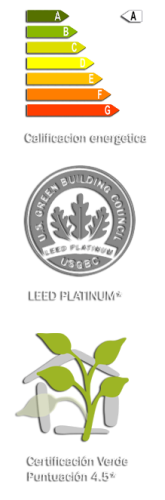 A
A
B
C
D
E
F
G
Calificacion energetica
U.S. GREEN BUILDING COUNCIL
LEED PLATINUM
USGBC
LEED PLATINUM*
Certificación Verde
Puntuación 4.5*